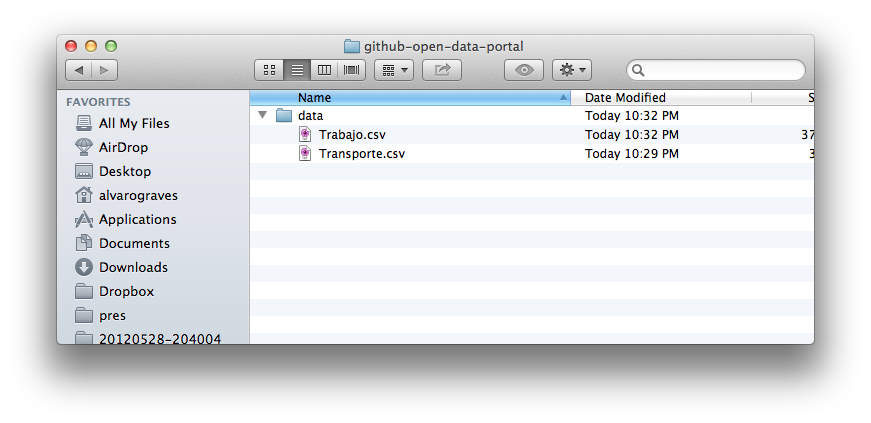 github-open-data-portal
FAVORITES
All My Files
AirDrop
Desktop
alvarograves
Applications
Documents
Downloads
Dropbox
pres
20120528-204004
Name Date Modified S
data Today 10:32 PM
Trabajo.csv Today 10:32 PM 37
Transporte.csv Today 10:29 PM 3